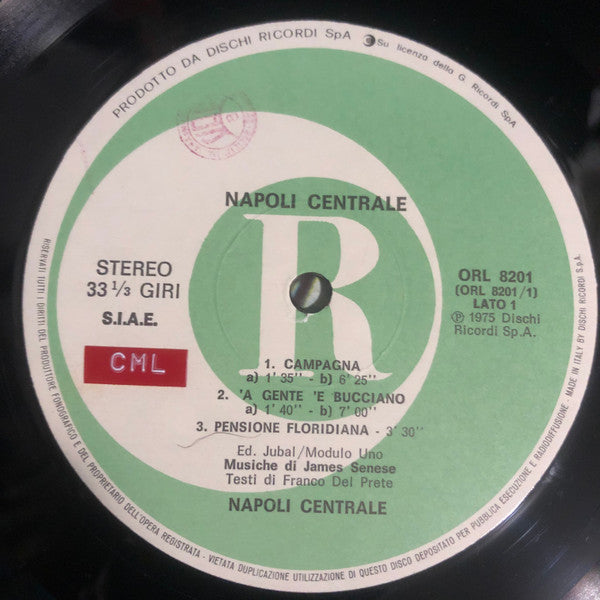 PRODOTTO DA DISCHI RICORDI SpA
Su licenza della G. Ricordi SpA
NAPOLI CENTRALE
R
STEREO
33 1/3 GIRI
S.I.A.E.
CML
ORL 8201
(ORL 8201/1)
LATO 1
Ⓟ 1975 Dischi
Ricordi S.p.A.
1. CAMPAGNA
a) 1'35'' - b) 6'25''
2. 'A GENTE 'E BUCCIANO
a) 1'40'' - b) 7'00''
3. PENSIONE FLORIDIANA - 3'30''
Ed. Jubal/Modulo Uno
Musiche di James Senese
Testi di Franco Del Prete
NAPOLI CENTRALE
RISERVATI TUTTI I DIRITTI DEL PRODUTTORE FONOGRAFICO E DEL PROPRIETARIO DELL'OPERA REGISTRATA - VIETATA DUPLICAZIONE UTILIZZAZIONE DI QUESTO DISCO DEPOSITATO PER PUBBLICA ESECUZIONE E RADIODIFFUSIONE - MADE IN ITALY BY DISCHI RICORDI S.p.A.